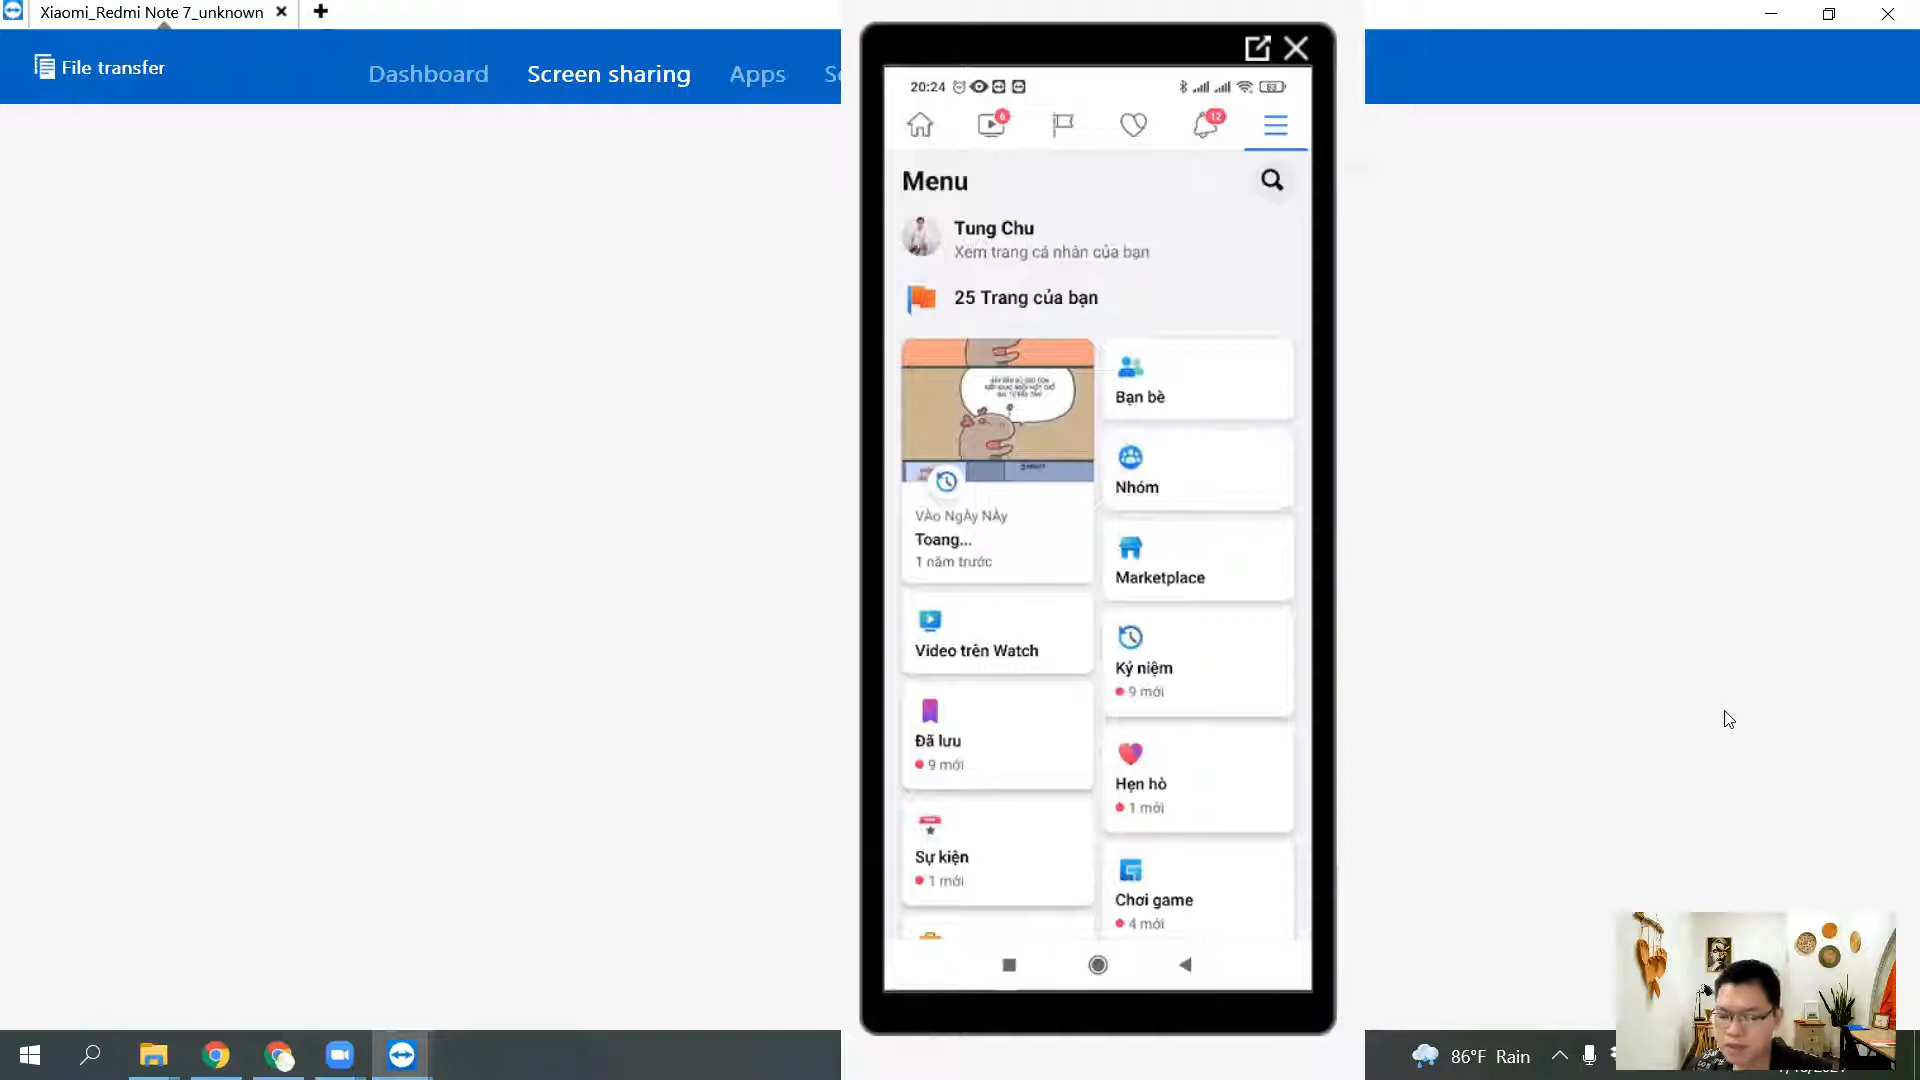 Xiaomi_Redmi Note 7_unknown
File transfer
Dashboard
Screen sharing
Apps
20:24
83
6
12
Menu
Tung Chu
Xem trang cá nhân của bạn
25 Trang của bạn
VÀo NgÀy NÀy
Toang...
1 năm trước
Video trên Watch
Đã lưu
9 mới
Sự kiện
1 mới
Bạn bè
Nhóm
Marketplace
Kỷ niệm
9 mới
Hẹn hò
1 mới
Chơi game
4 mới
86°F Rain